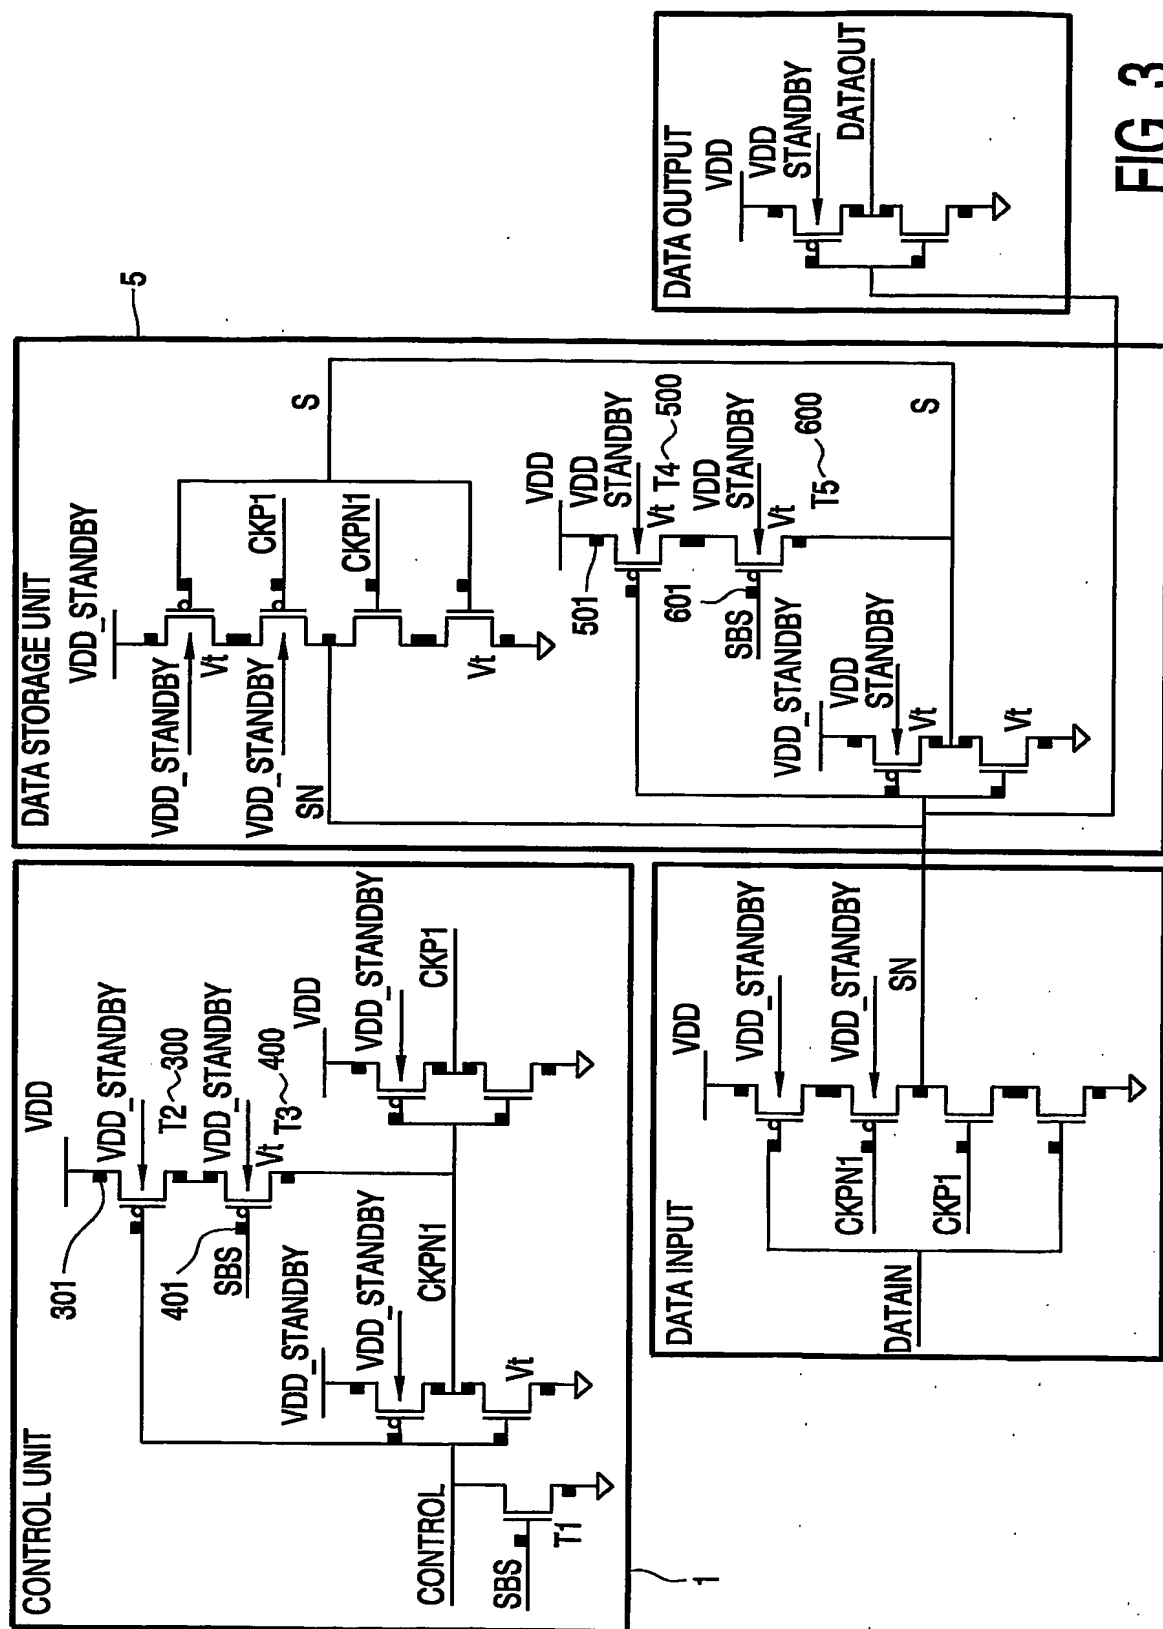 CONTROL UNIT
VDD
VDD_STANDBY
T2~300
301
VDD_STANDBY
Vt
T3~400
401
SBS
VDD
VDD_STANDBY
CKP1
VDD_STANDBY
VDD_STANDBY
CKPN1
Vt
CONTROL
SBS
T1
1
DATA STORAGE UNIT
5
VDD_STANDBY
VDD_STANDBY
Vt
VDD_STANDBY
CKP1
CKPN1
Vt
SN
S
VDD
VDD
STANDBY
Vt
T4~500
501
VDD
STANDBY
Vt
T5~600
601
SBS
VDD_STANDBY
VDD
STANDBY
Vt
Vt
S
DATA INPUT
VDD
VDD_STANDBY
VDD_STANDBY
SN
CKPN1
CKP1
DATAIN
DATA OUTPUT
VDD
VDD
STANDBY
DATAOUT
FIG 3